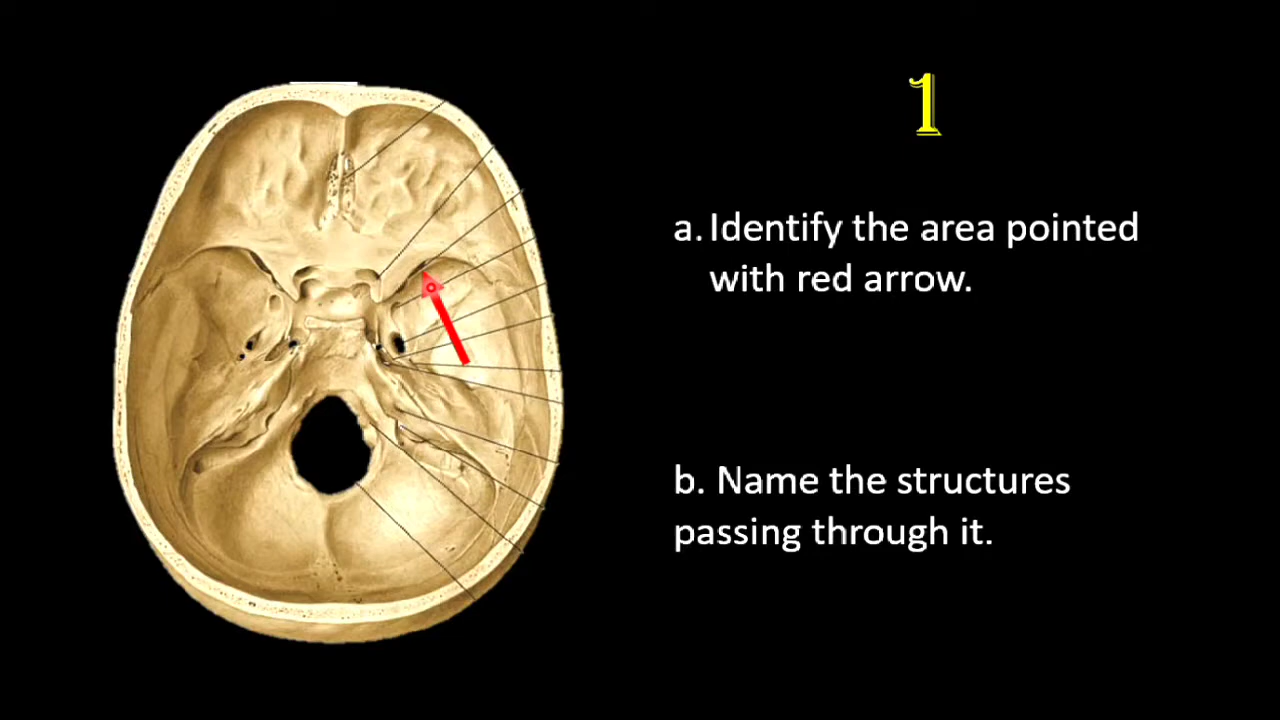 1
a. Identify the area pointed
with red arrow.
b. Name the structures
passing through it.